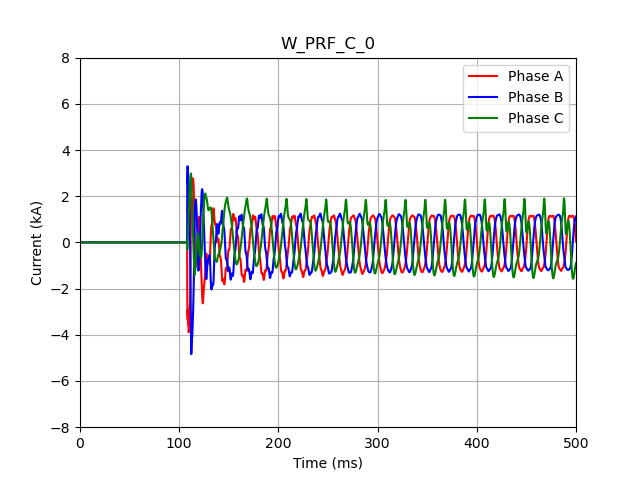 W_PRF_C_0
8
6
4
2
0
−2
−4
−6
−8
Current (kA)
Phase A
Phase B
Phase C
0 100 200 300 400 500
Time (ms)